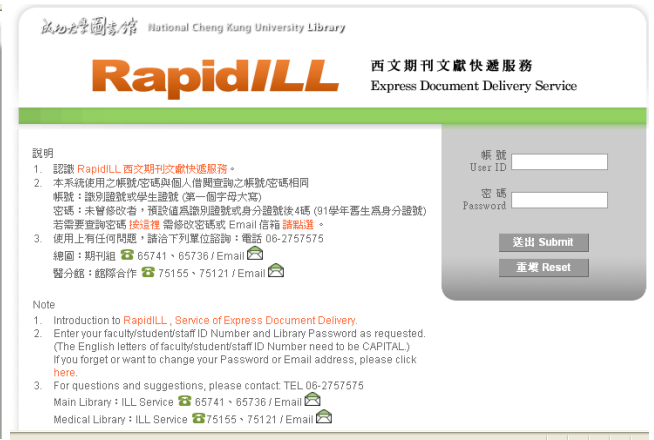 成功大學圖書館 National Cheng Kung University Library
RapidILL 西文期刊文獻快遞服務
Express Document Delivery Service
說明
1. 認識 RapidILL 西文期刊文獻快遞服務。
2. 本系統使用之帳號/密碼與個人借閱查詢之帳號/密碼相同
帳號：識別證號或學生證號 (第一個字母大寫)
密碼：未曾修改者，預設值爲識別證號或身分證號後4碼 (91學年舊生爲身分證號)
若需要查詢密碼 按這裡 需修改密碼或 Email 信箱 請點選 。
3. 使用上有任何問題，請洽下列單位諮詢：電話 06-2757575
總圖：期刊組 65741、65736 / Email
醫分館：館際合作 75155、75121 / Email
Note
1. Introduction to RapidILL , Service of Express Document Delivery.
2. Enter your faculty/student/staff ID Number and Library Password as requested.
(The English letters of faculty/student/staff ID Number need to be CAPITAL.)
If you forget or want to change your Password or Email address, please click
here.
3. For questions and suggestions, please contact: TEL 06-2757575
Main Library：ILL Service 65741、65736 / Email
Medical Library：ILL Service 75155、75121 / Email
帳 號
User ID
密 碼
Password
送出 Submit
重填 Reset